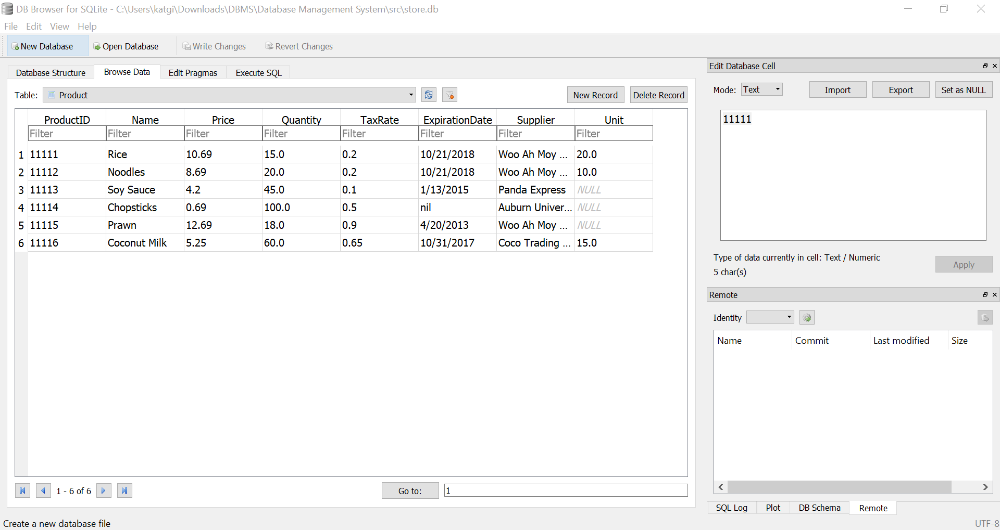 DB Browser for SQLite - C:\Users\katgi\Downloads\DBMS\Database Management System\src\store.db
File Edit View Help
New Database Open Database Write Changes Revert Changes
Database Structure Browse Data Edit Pragmas Execute SQL
Table: Product New Record Delete Record
ProductID Name Price Quantity TaxRate ExpirationDate Supplier Unit
Filter Filter Filter Filter Filter Filter Filter Filter
1 11111 Rice 10.69 15.0 0.2 10/21/2018 Woo Ah Moy ... 20.0
2 11112 Noodles 8.69 20.0 0.2 10/21/2018 Woo Ah Moy ... 10.0
3 11113 Soy Sauce 4.2 45.0 0.1 1/13/2015 Panda Express NULL
4 11114 Chopsticks 0.69 100.0 0.5 nil Auburn Univer... NULL
5 11115 Prawn 12.69 18.0 0.9 4/20/2013 Woo Ah Moy ... NULL
6 11116 Coconut Milk 5.25 60.0 0.65 10/31/2017 Coco Trading ... 15.0
1 - 6 of 6 Go to: 1
Edit Database Cell
Mode: Text Import Export Set as NULL
11111
Type of data currently in cell: Text / Numeric
5 char(s)
Apply
Remote
Identity
Name Commit Last modified Size
SQL Log Plot DB Schema Remote
Create a new database file UTF-8